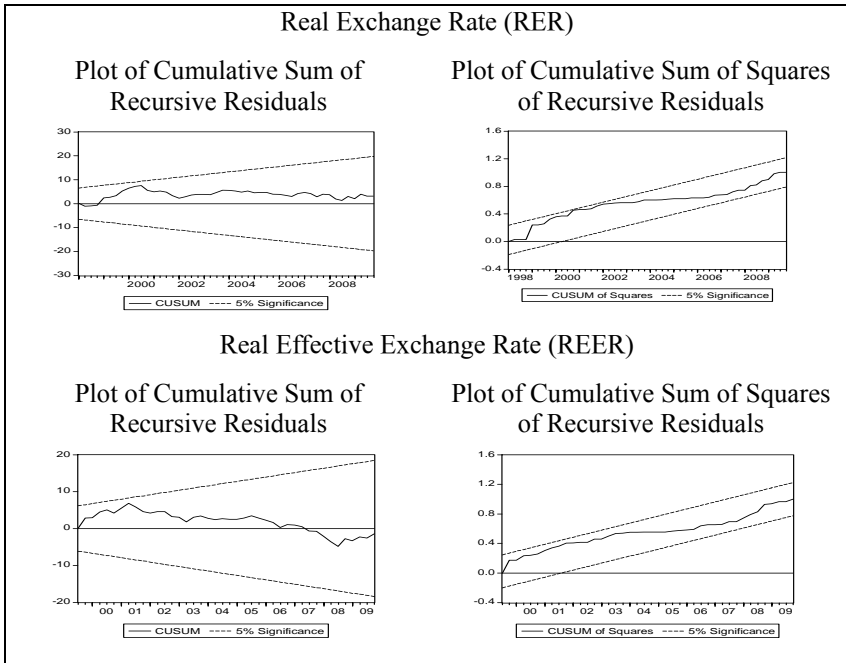 Real Exchange Rate (RER)
Plot of Cumulative Sum of
Recursive Residuals
30
20
10
0
-10
-20
-30
2000 2002 2004 2006 2008
CUSUM 5% Significance
Plot of Cumulative Sum of Squares
of Recursive Residuals
1.6
1.2
0.8
0.4
0.0
-0.4
1998 2000 2002 2004 2006 2008
CUSUM of Squares 5% Significance
Real Effective Exchange Rate (REER)
Plot of Cumulative Sum of
Recursive Residuals
20
10
0
-10
-20
00 01 02 03 04 05 06 07 08 09
CUSUM 5% Significance
Plot of Cumulative Sum of Squares
of Recursive Residuals
1.6
1.2
0.8
0.4
0.0
-0.4
00 01 02 03 04 05 06 07 08 09
CUSUM of Squares 5% Significance